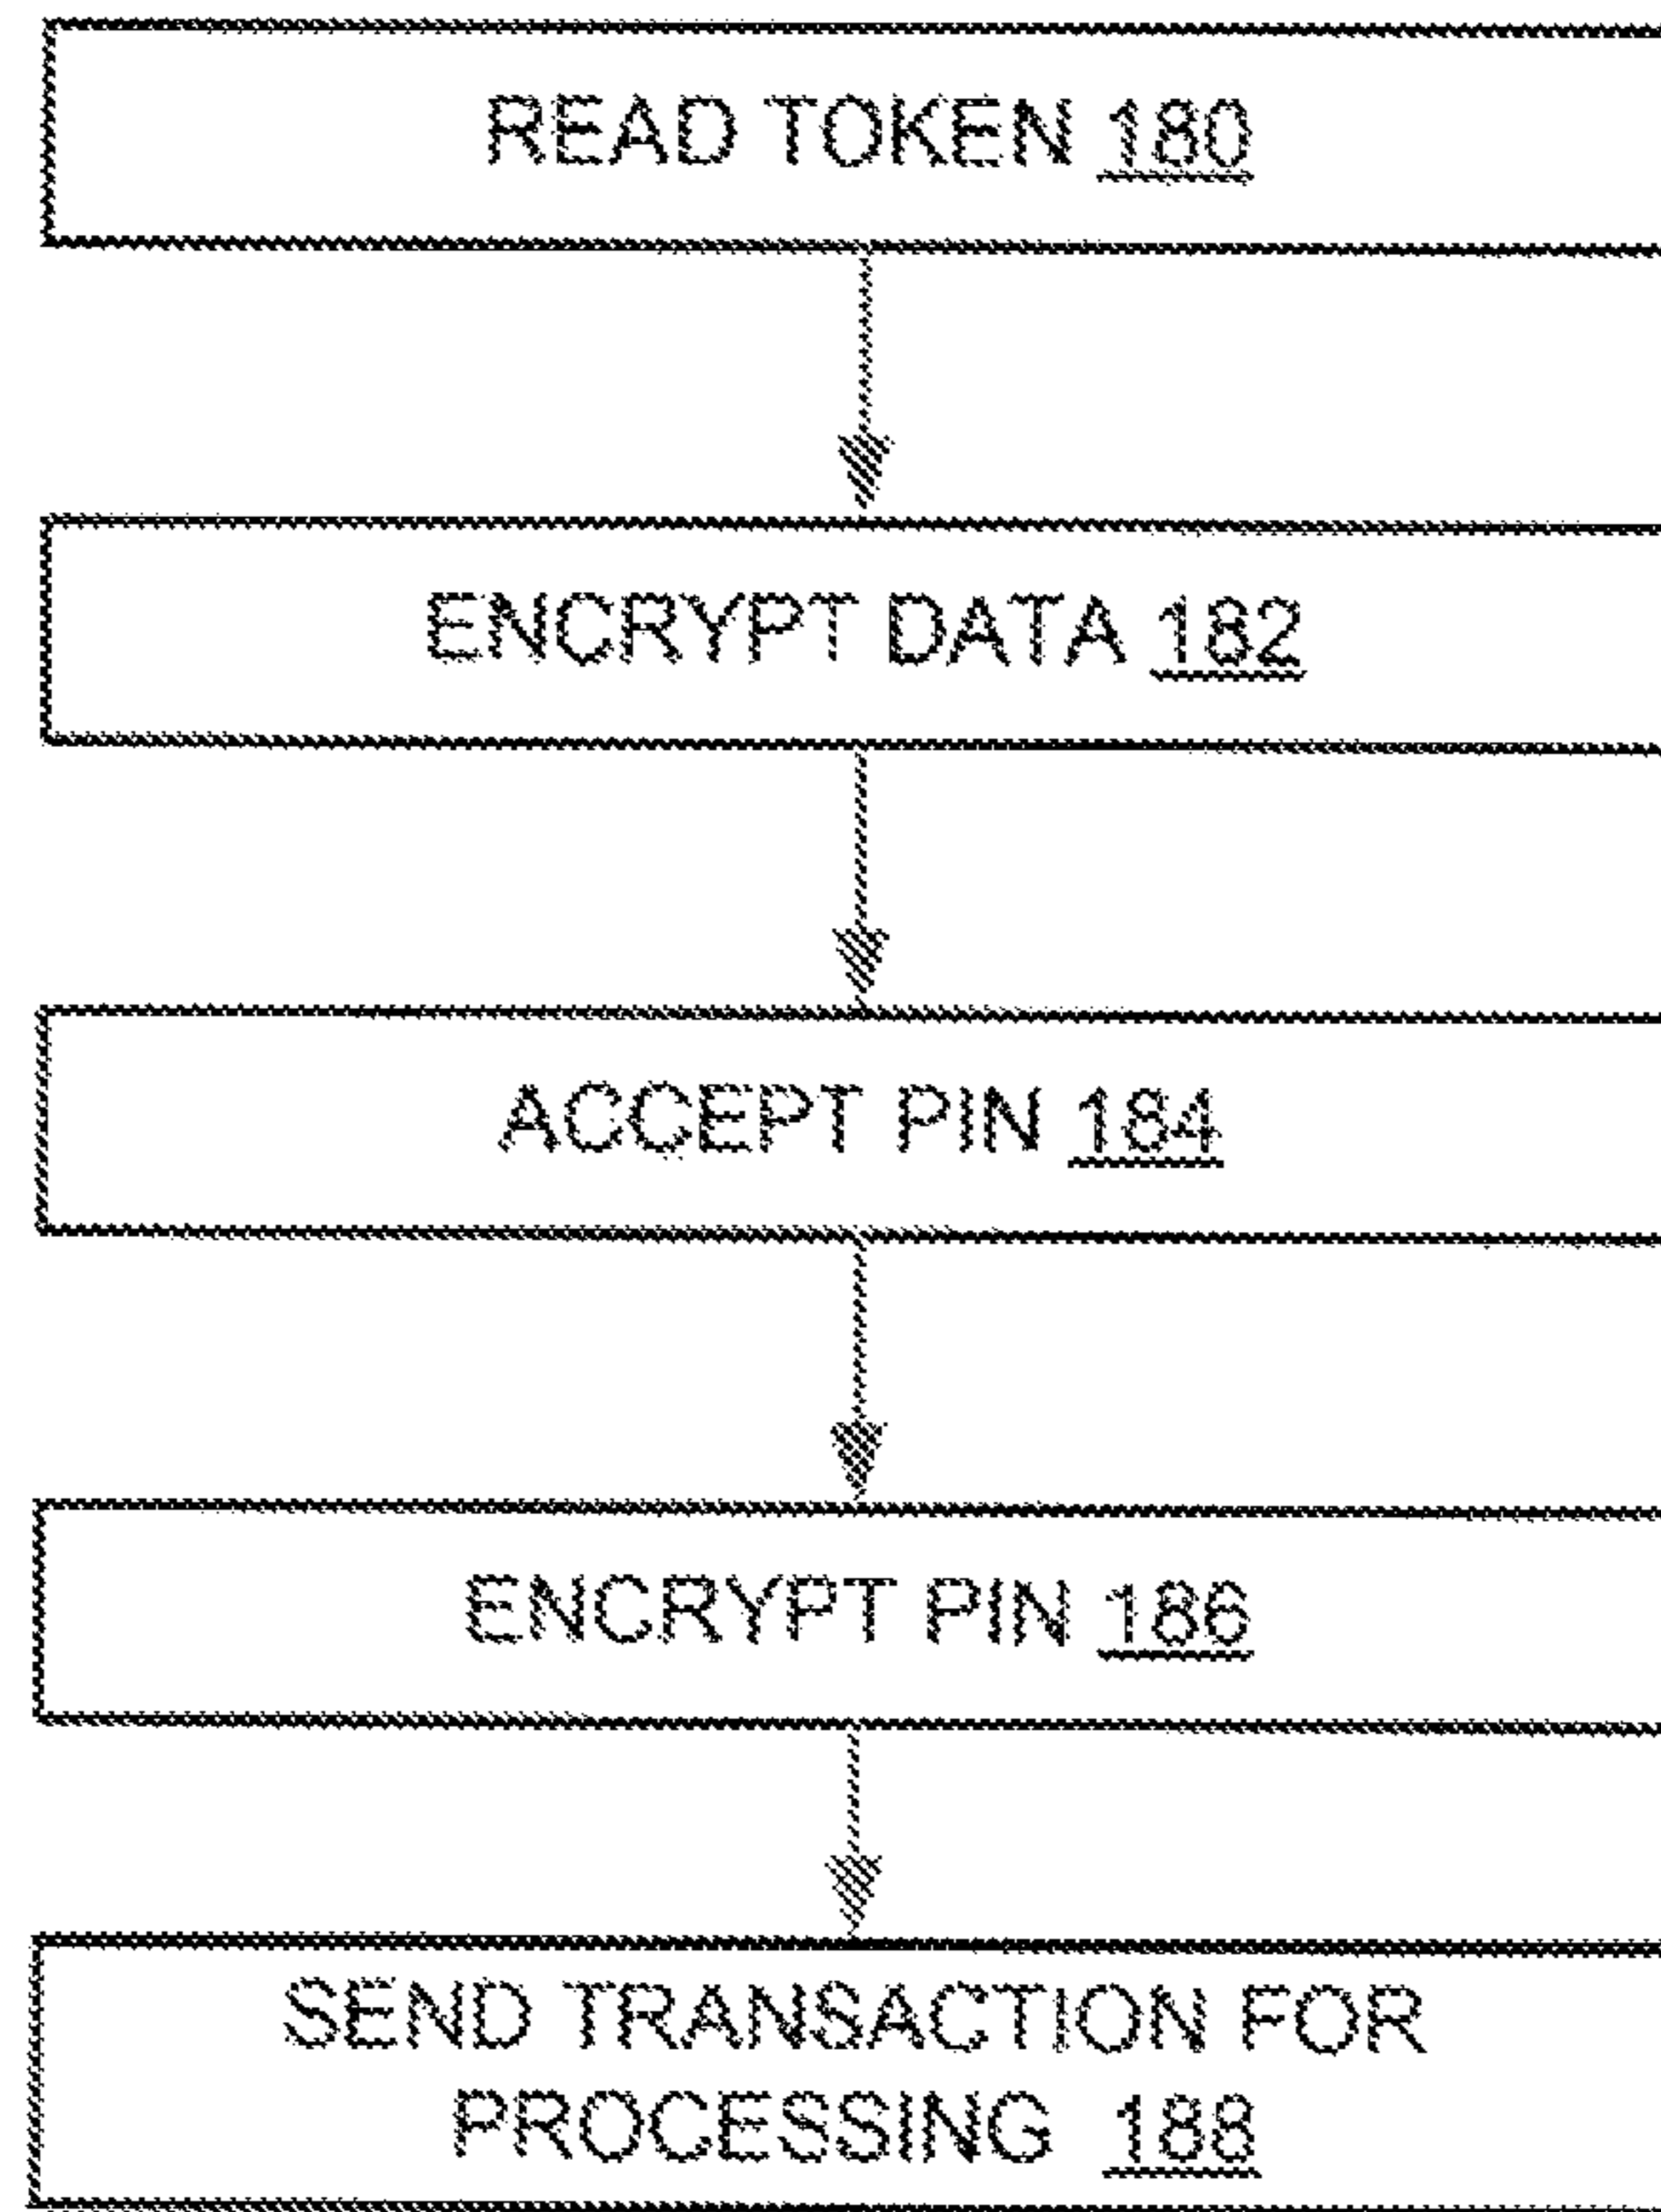 READ TOKEN 180
ENCRYPT DATA 182
ACCEPT PIN 184
ENCRYPT PIN 186
SEND TRANSACTION FOR
PROCESSING 188